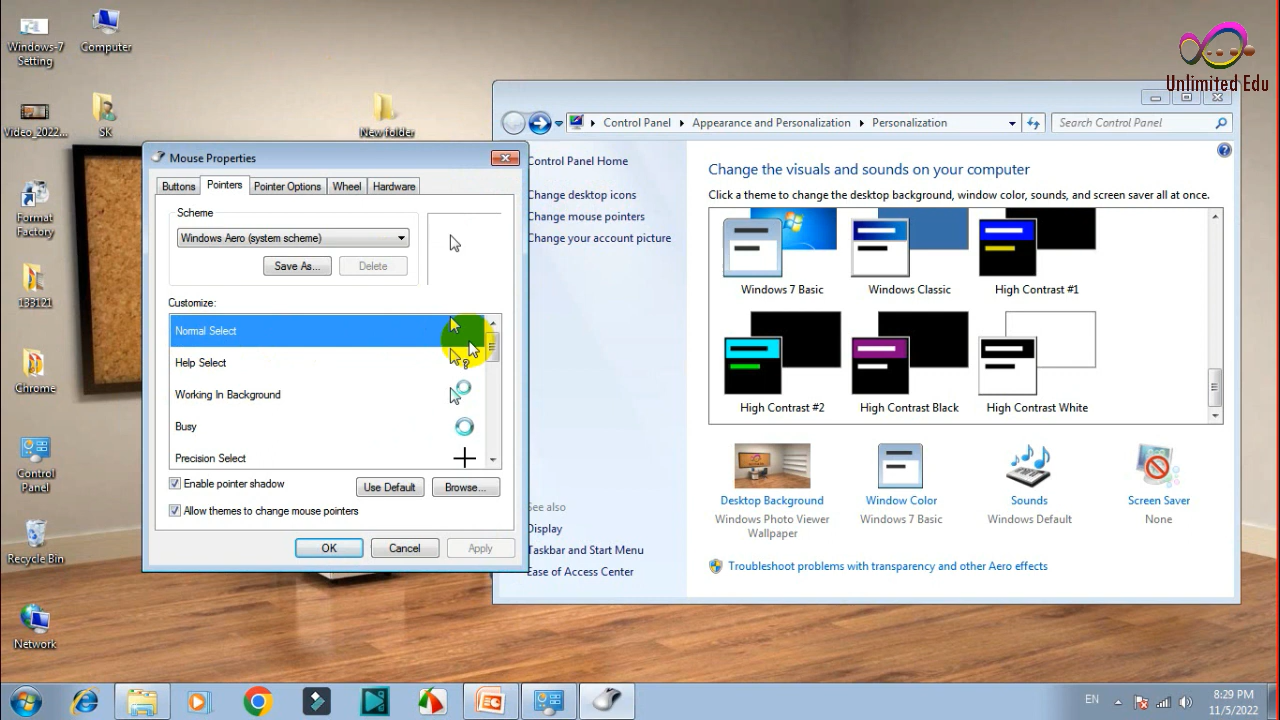 Windows-7
Setting
Computer
Unlimited Edu
Video_2022...
SK
New folder
Format
Factory
133121
Chrome
Control
Panel
Recycle Bin
Network
Mouse Properties
Buttons
Pointers
Pointer Options
Wheel
Hardware
Scheme
Windows Aero (system scheme)
Save As...
Delete
Customize:
Normal Select
Help Select
Working In Background
Busy
Precision Select
Enable pointer shadow
Use Default
Browse...
Allow themes to change mouse pointers
OK
Cancel
Apply
Control Panel
Appearance and Personalization
Personalization
Search Control Panel
Control Panel Home
Change desktop icons
Change mouse pointers
Change your account picture
See also
Display
Taskbar and Start Menu
Ease of Access Center
Change the visuals and sounds on your computer
Click a theme to change the desktop background, window color, sounds, and screen saver all at once.
Windows 7 Basic
Windows Classic
High Contrast #1
High Contrast #2
High Contrast Black
High Contrast White
Desktop Background
Windows Photo Viewer
Wallpaper
Window Color
Windows 7 Basic
Sounds
Windows Default
Screen Saver
None
Troubleshoot problems with transparency and other Aero effects
EN
8:29 PM
11/5/2022